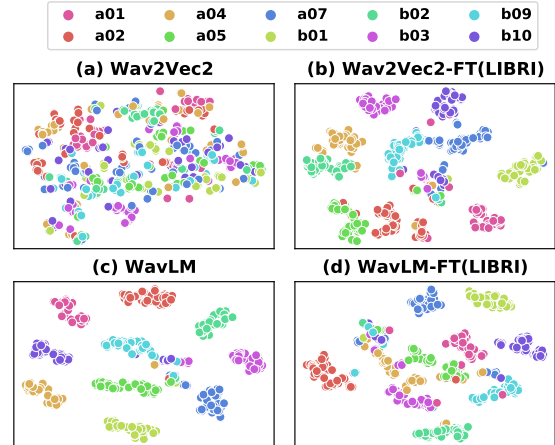 a01 a04 a07 b02 b09
a02 a05 b01 b03 b10
(a) Wav2Vec2
(b) Wav2Vec2-FT(LIBRI)
(c) WavLM
(d) WavLM-FT(LIBRI)